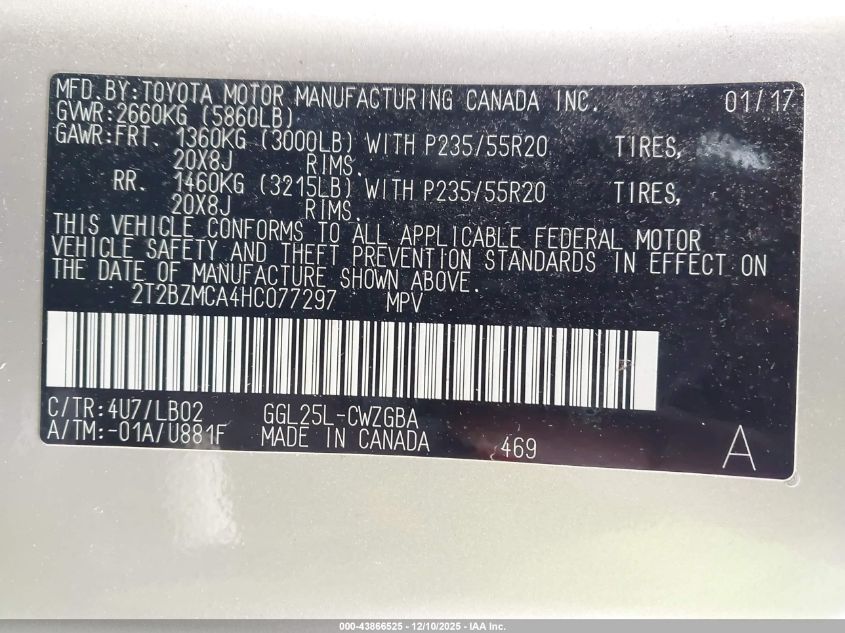 MFD.BY:TOYOTA MOTOR MANUFACTURING CANADA INC. 01/17
GVWR:2660KG (5860LB)
GAWR:FRT. 1360KG (3000LB) WITH P235/55R20 TIRES,
20X8J RIMS.
RR. 1460KG (3215LB) WITH P235/55R20 TIRES,
20X8J RIMS.
THIS VEHICLE CONFORMS TO ALL APPLICABLE FEDERAL MOTOR
VEHICLE SAFETY AND THEFT PREVENTION STANDARDS IN EFFECT ON
THE DATE OF MANUFACTURE SHOWN ABOVE.
2T2BZMCA4HC077297 MPV
C/TR:4U7/LB02 GGL25L-CWZGBA
A/TM:-01A/U881F MADE IN CANADA 469 A
000-43866525 - 12/10/2025 - IAA Inc.